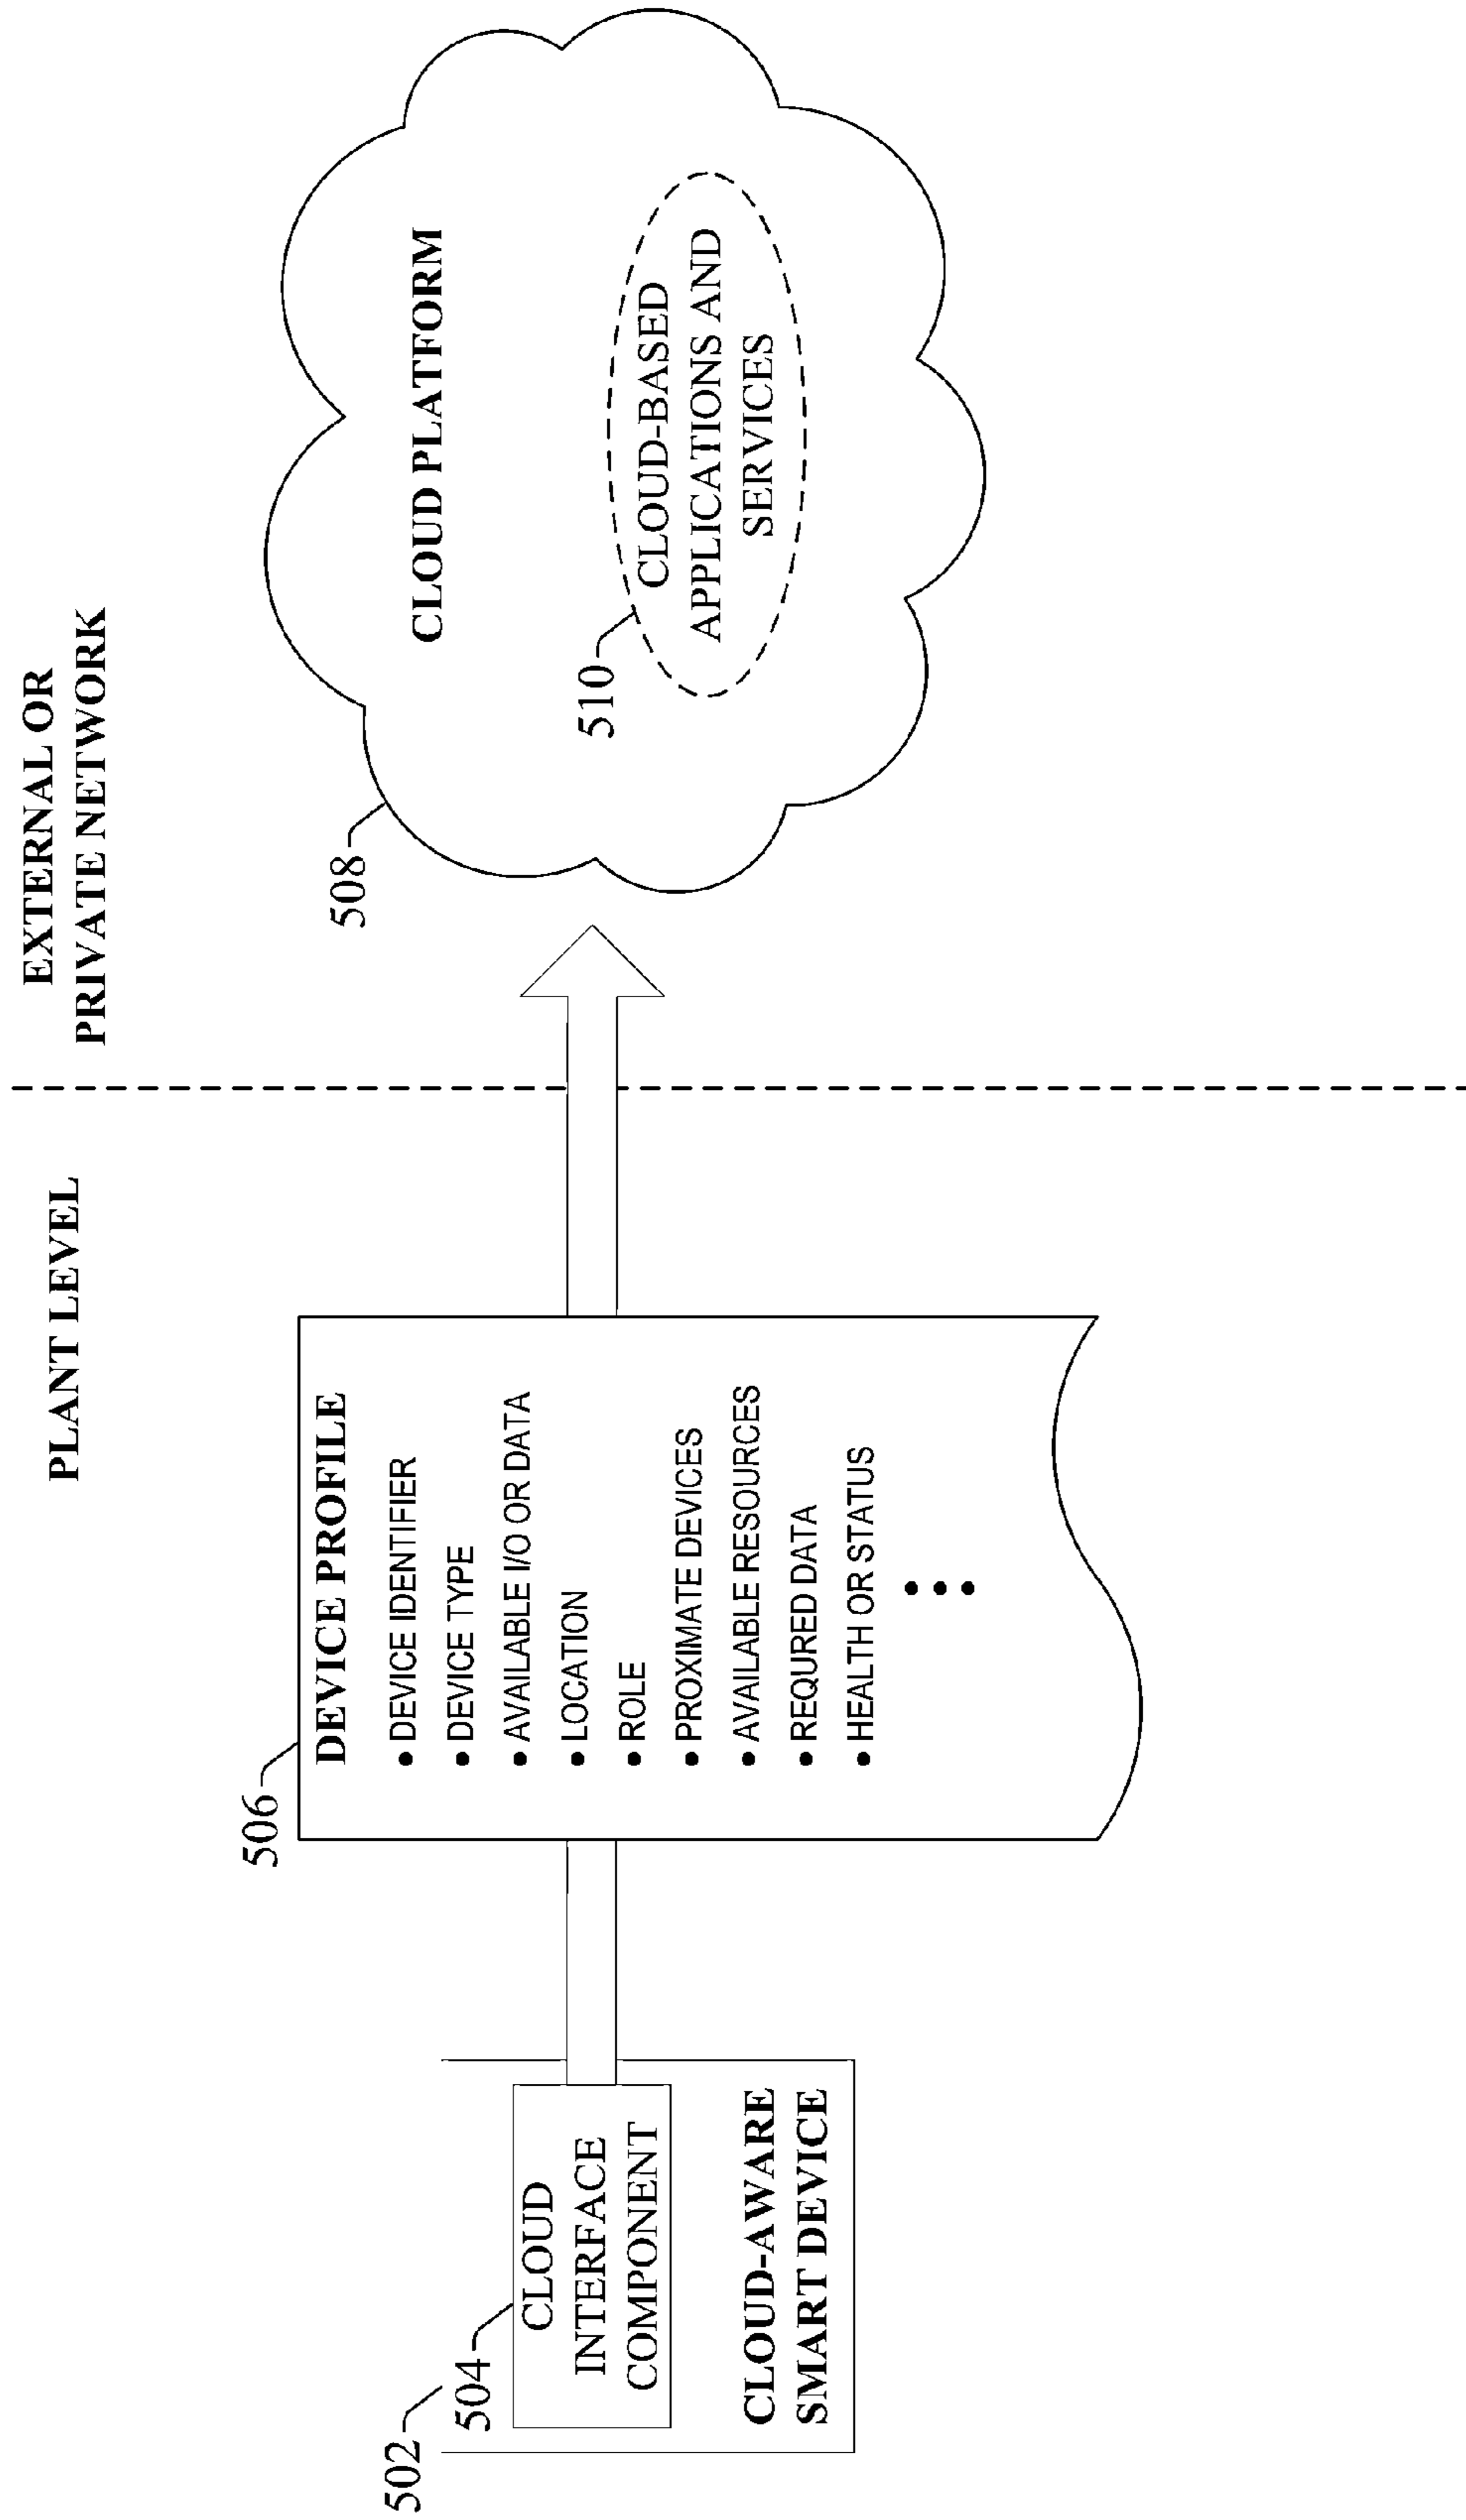 PLANT LEVEL
EXTERNAL OR
PRIVATE NETWORK
502
504
CLOUD
INTERFACE
COMPONENT
CLOUD-AWARE
SMART DEVICE
506
DEVICE PROFILE
• DEVICE IDENTIFIER
• DEVICE TYPE
• AVAILABLE I/O OR DATA
• LOCATION
• ROLE
• PROXIMATE DEVICES
• AVAILABLE RESOURCES
• REQURED DATA
• HEALTH OR STATUS
508
CLOUD PLATFORM
510
CLOUD-BASED
APPLICATIONS AND
SERVICES